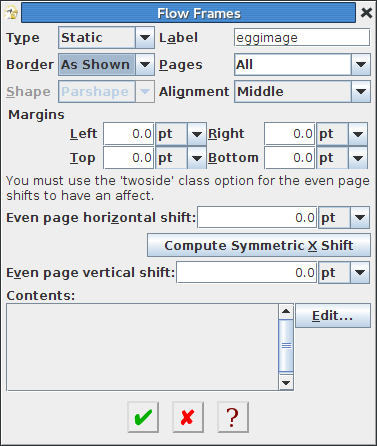 Flow Frames
Type Static Label eggimage
Border As Shown Pages All
Shape Parshape Alignment Middle
Margins
Left 0.0 pt Right 0.0 pt
Top 0.0 pt Bottom 0.0 pt
You must use the 'twoside' class option for the even page
shifts to have an affect.
Even page horizontal shift: 0.0 pt
Compute Symmetric X Shift
Even page vertical shift: 0.0 pt
Contents:
Edit...
?